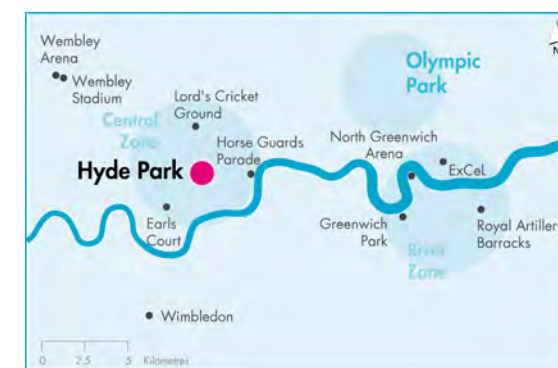 Wembley
Arena
Wembley
Stadium
Lord's Cricket
Ground
Central
Zone
Hyde Park
Horse Guards
Parade
Earls
Court
Wimbledon
Olympic
Park
North Greenwich
Arena
ExCeL
Greenwich
Park
Royal Artiller
Barracks
River
Zone
N
0 2.5 5 Kilometres